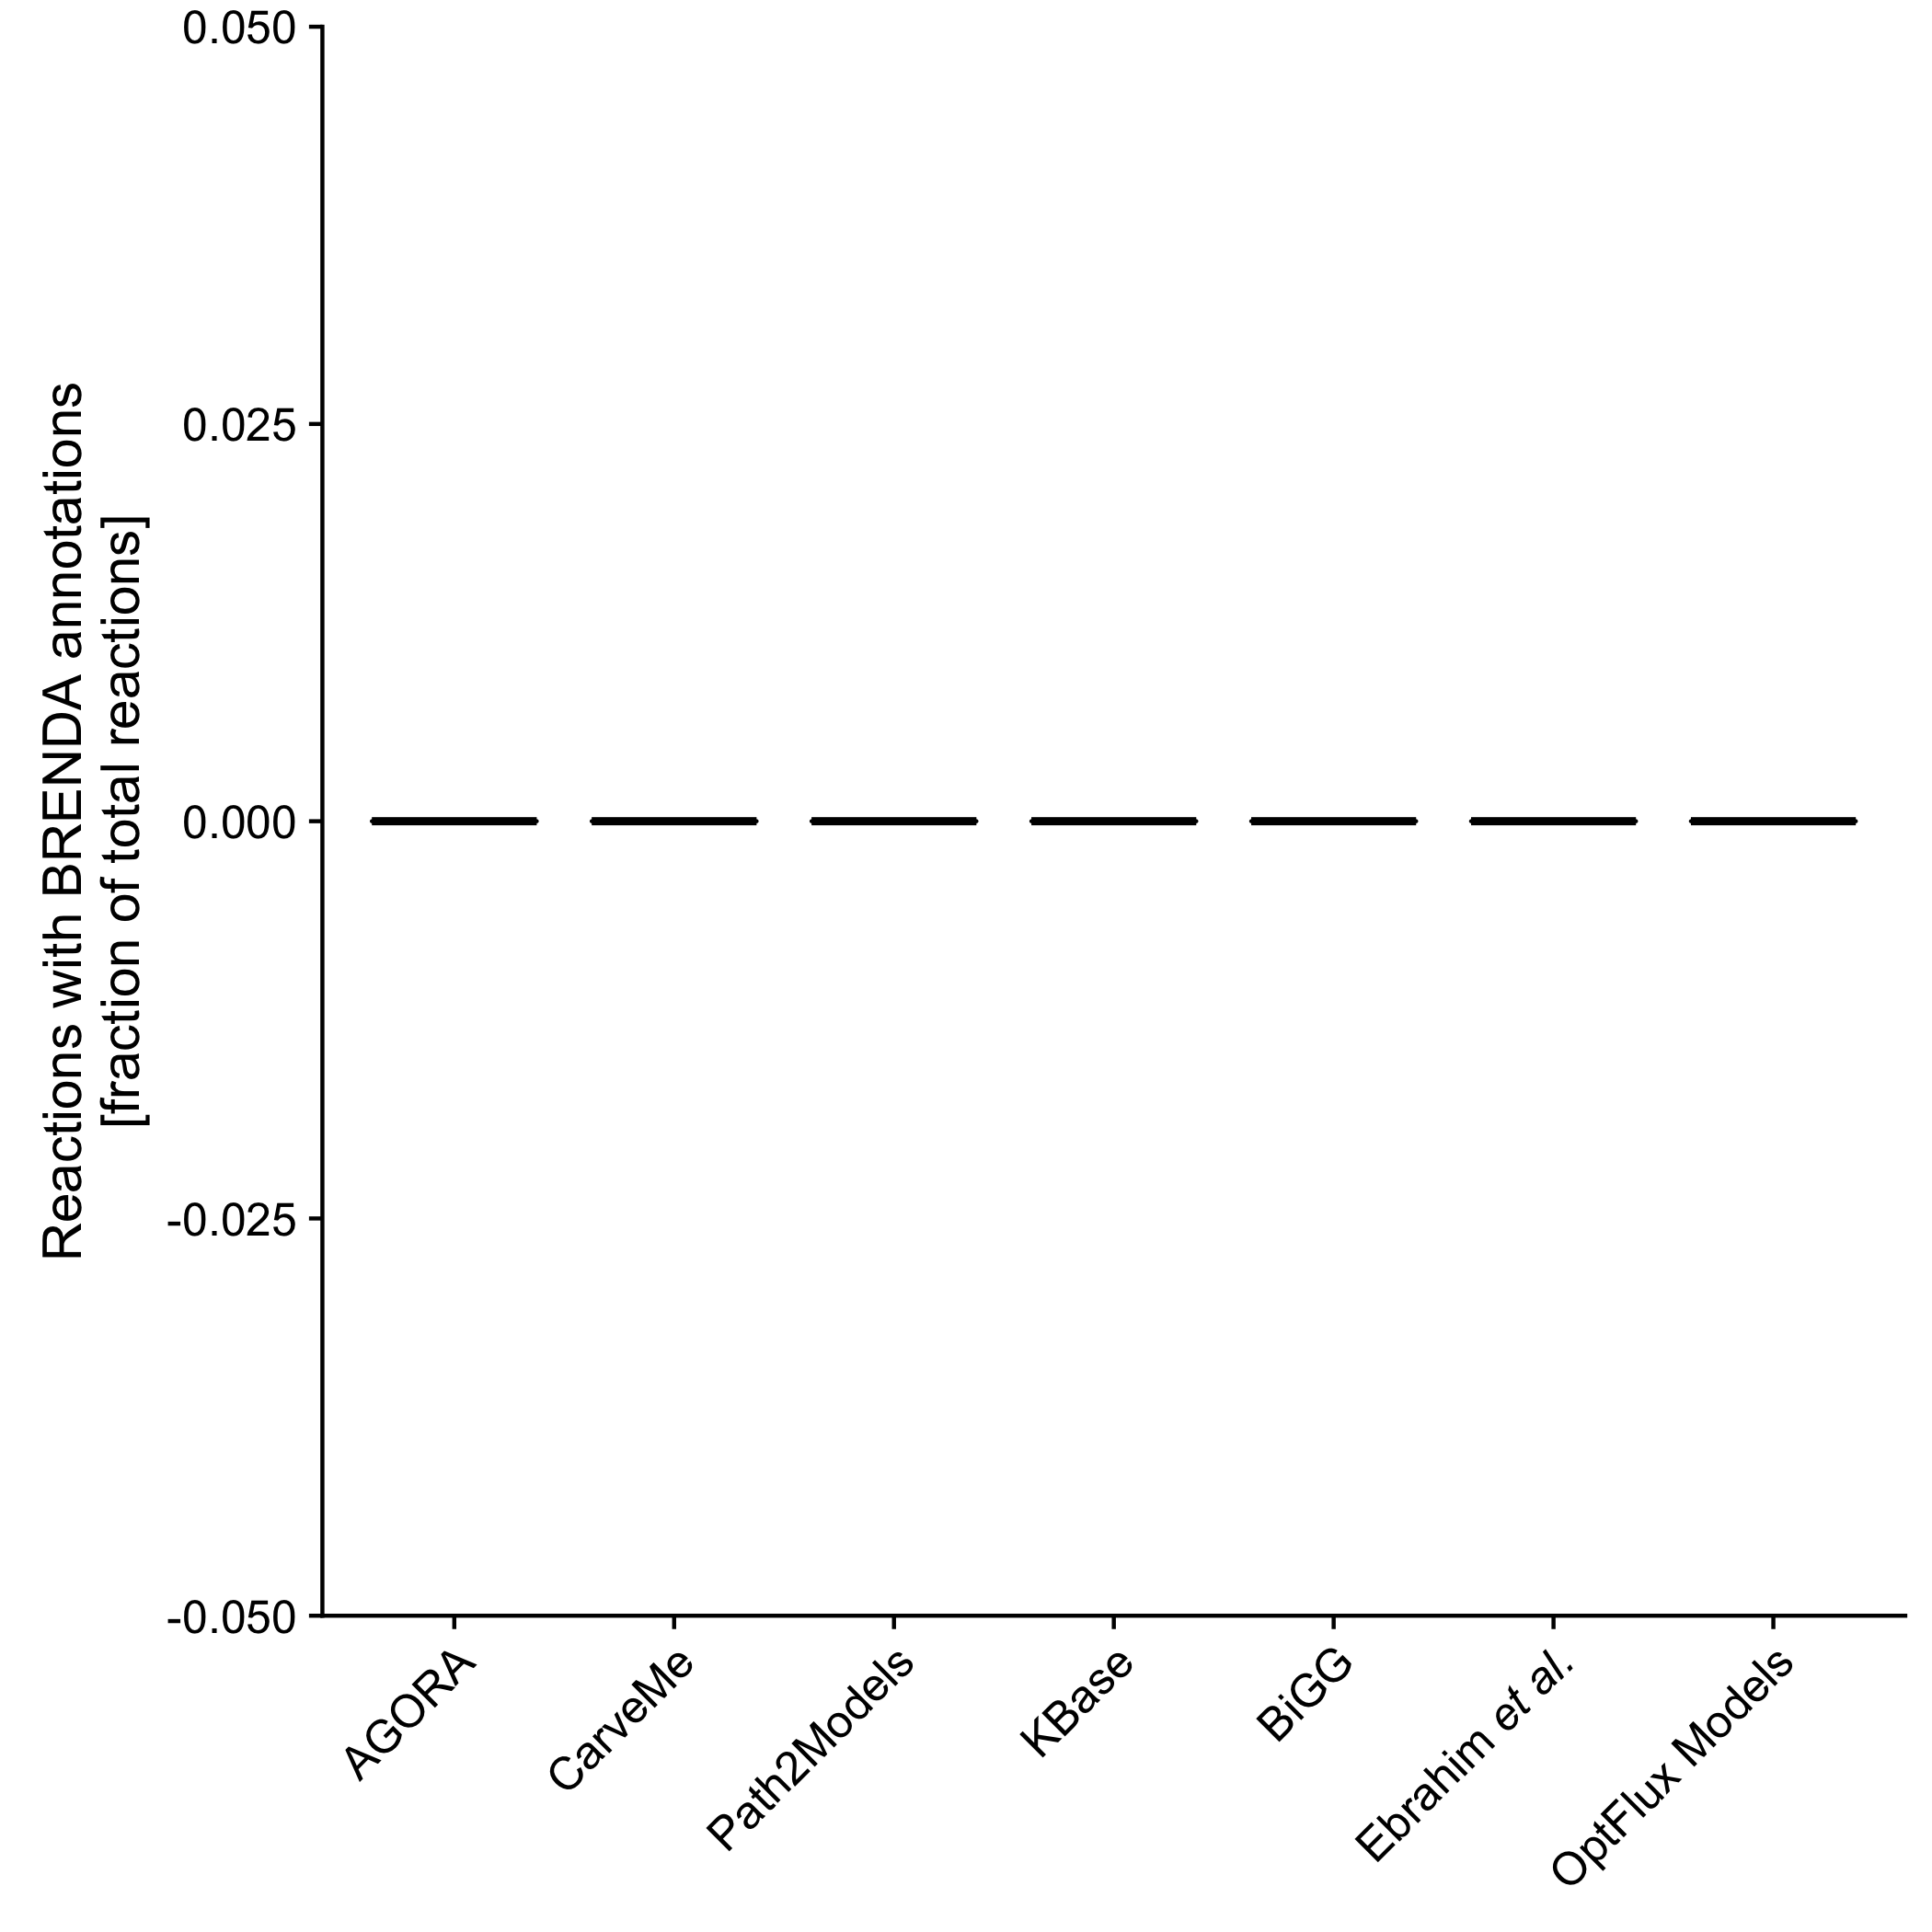 Reactions with BRENDA annotations
[fraction of total reactions]
0.050
0.025
0.000
-0.025
-0.050
AGORA
CarveMe
Path2Models
KBase
BiGG
Ebrahim et al.
OptFlux Models